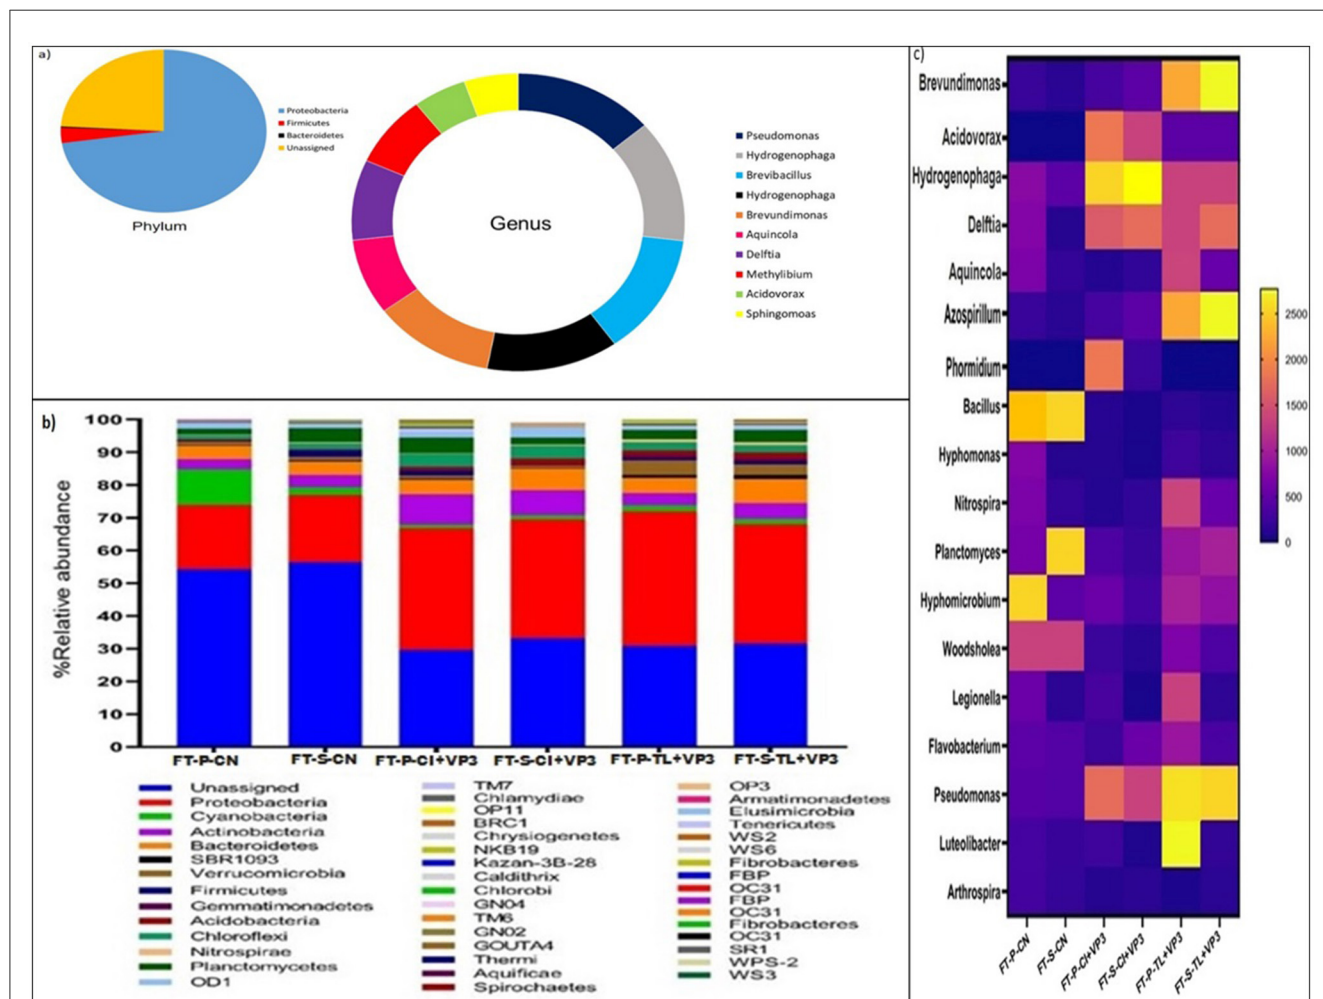 a)
Proteobacteria
Firmicutes
Bacteroidetes
Unassigned
Phylum
Genus
Pseudomonas
Hydrogenophaga
Brevibacillus
Hydrogenophaga
Brevundimonas
Aquincola
Delftia
Methylibium
Acidovorax
Sphingomoas
b)
%Relative abundance
100
90
80
70
60
50
40
30
20
10
0
FT-P-CN
FT-S-CN
FT-P-CI+VP3
FT-S-CI+VP3
FT-P-TL+VP3
FT-S-TL+VP3
Unassigned
Proteobacteria
Cyanobacteria
Actinobacteria
Bacteroidetes
SBR1093
Verrucomicrobia
Firmicutes
Gemmatimonadetes
Acidobacteria
Chloroflexi
Nitrospirae
Planctomycetes
OD1
TM7
Chlamydiae
OP11
BRC1
Chrysiogenetes
NKB19
Kazan-3B-28
Caldithrix
Chlorobi
GN04
TM6
GN02
GOUTA4
Thermi
Aquificae
Spirochaetes
OP3
Armatimonadetes
Elusimicrobia
Tenericutes
WS2
WS6
Fibrobacteres
FBP
OC31
FBP
OC31
Fibrobacteres
OC31
SR1
WPS-2
WS3
c)
Brevundimonas
Acidovorax
Hydrogenophaga
Delftia
Aquincola
Azospirillum
Phormidium
Bacillus
Hyphomonas
Nitrospira
Planctomyces
Hyphomicrobium
Woodsholea
Legionella
Flavobacterium
Pseudomonas
Luteolibacter
Arthrospira
FT-P-CN
FT-S-CN
FT-P-CI+VP3
FT-S-CI+VP3
FT-P-TL+VP3
FT-S-TL+VP3
2500
2000
1500
1000
500
0